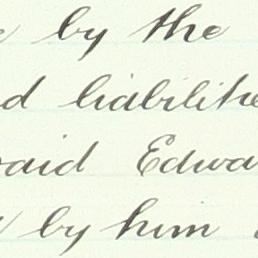 by the
liabilitie
said Edwa
by him